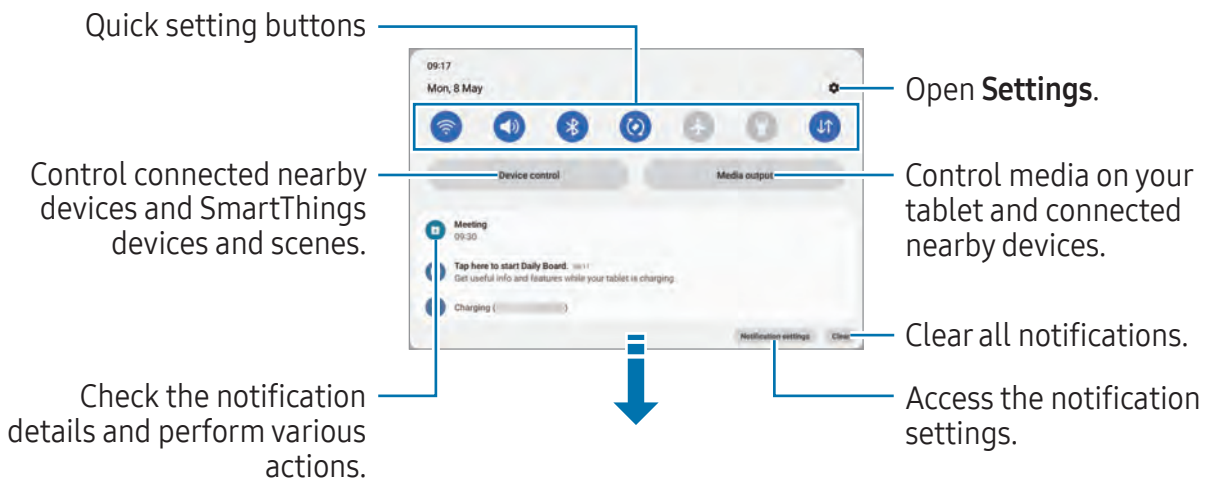 Quick setting buttons
09:17
Mon, 8 May
Open Settings.
Control connected nearby
devices and SmartThings
devices and scenes.
Device control
Media output
Control media on your
tablet and connected
nearby devices.
Meeting
09:30
Tap here to start Daily Board. 09:17
Get useful info and features while your tablet is charging.
Charging ( )
Notification settings
Clear
Clear all notifications.
Check the notification
details and perform various
actions.
Access the notification
settings.